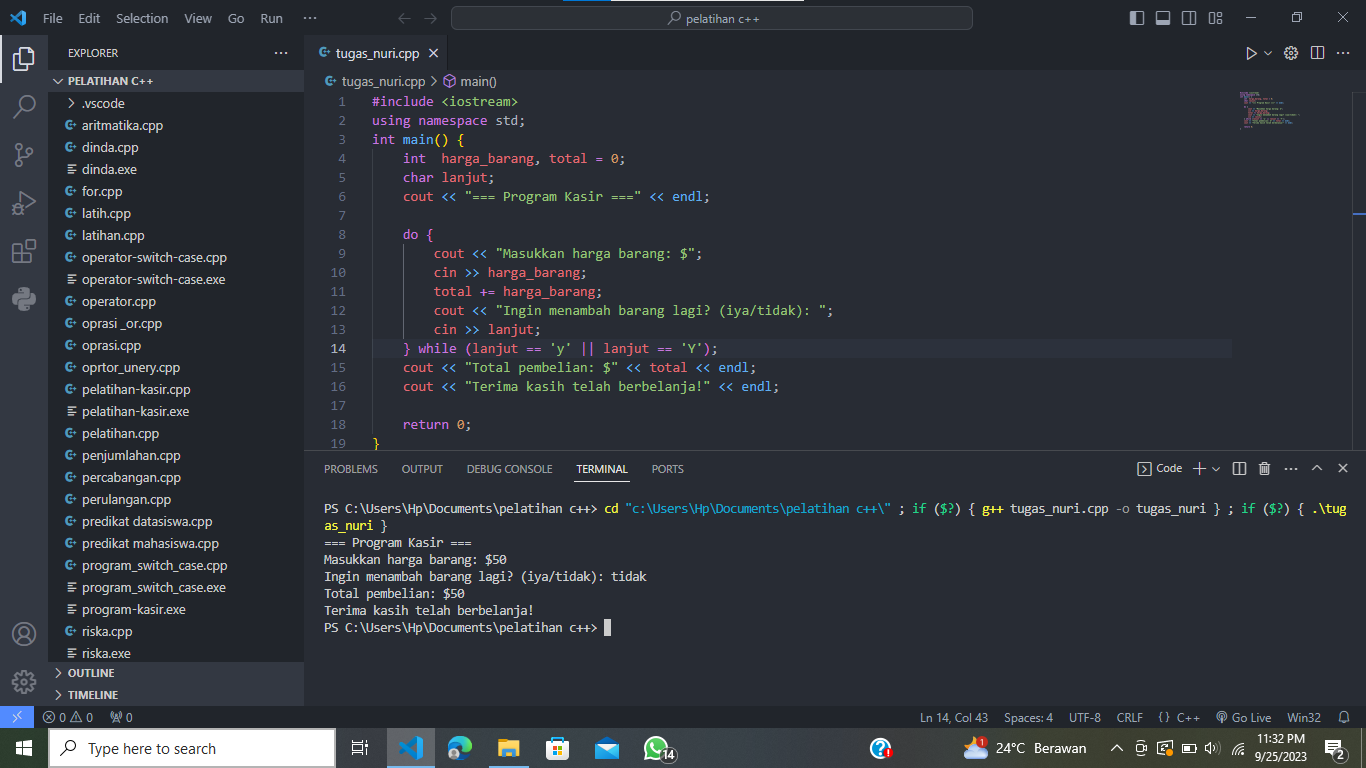 File Edit Selection View Go Run ···
pelatihan c++
EXPLORER ···
PELATIHAN C++
.vscode
aritmatika.cpp
dinda.cpp
dinda.exe
for.cpp
latih.cpp
latihan.cpp
operator-switch-case.cpp
operator-switch-case.exe
operator.cpp
oprasi _or.cpp
oprasi.cpp
oprtor_unery.cpp
pelatihan-kasir.cpp
pelatihan-kasir.exe
pelatihan.cpp
penjumlahan.cpp
percabangan.cpp
perulangan.cpp
predikat datasiswa.cpp
predikat mahasiswa.cpp
program_switch_case.cpp
program_switch_case.exe
program-kasir.exe
riska.cpp
riska.exe
OUTLINE
TIMELINE
tugas_nuri.cpp
tugas_nuri.cpp > main()
1 #include <iostream>
2 using namespace std;
3 int main() {
4     int  harga_barang, total = 0;
5     char lanjut;
6     cout << "=== Program Kasir ===" << endl;
7
8     do {
9         cout << "Masukkan harga barang: $";
10         cin >> harga_barang;
11         total += harga_barang;
12         cout << "Ingin menambah barang lagi? (iya/tidak): ";
13         cin >> lanjut;
14     } while (lanjut == 'y' || lanjut == 'Y');
15     cout << "Total pembelian: $" << total << endl;
16     cout << "Terima kasih telah berbelanja!" << endl;
17
18     return 0;
19 }
PROBLEMS OUTPUT DEBUG CONSOLE TERMINAL PORTS
Code
PS C:\Users\Hp\Documents\pelatihan c++> cd "c:\Users\Hp\Documents\pelatihan c++\" ; if ($?) { g++ tugas_nuri.cpp -o tugas_nuri } ; if ($?) { .\tug
as_nuri }
=== Program Kasir ===
Masukkan harga barang: $50
Ingin menambah barang lagi? (iya/tidak): tidak
Total pembelian: $50
Terima kasih telah berbelanja!
PS C:\Users\Hp\Documents\pelatihan c++>
0 0 0
Ln 14, Col 43 Spaces: 4 UTF-8 CRLF {} C++ Go Live Win32
Type here to search
14
1
24°C Berawan
11:32 PM
9/25/2023
2